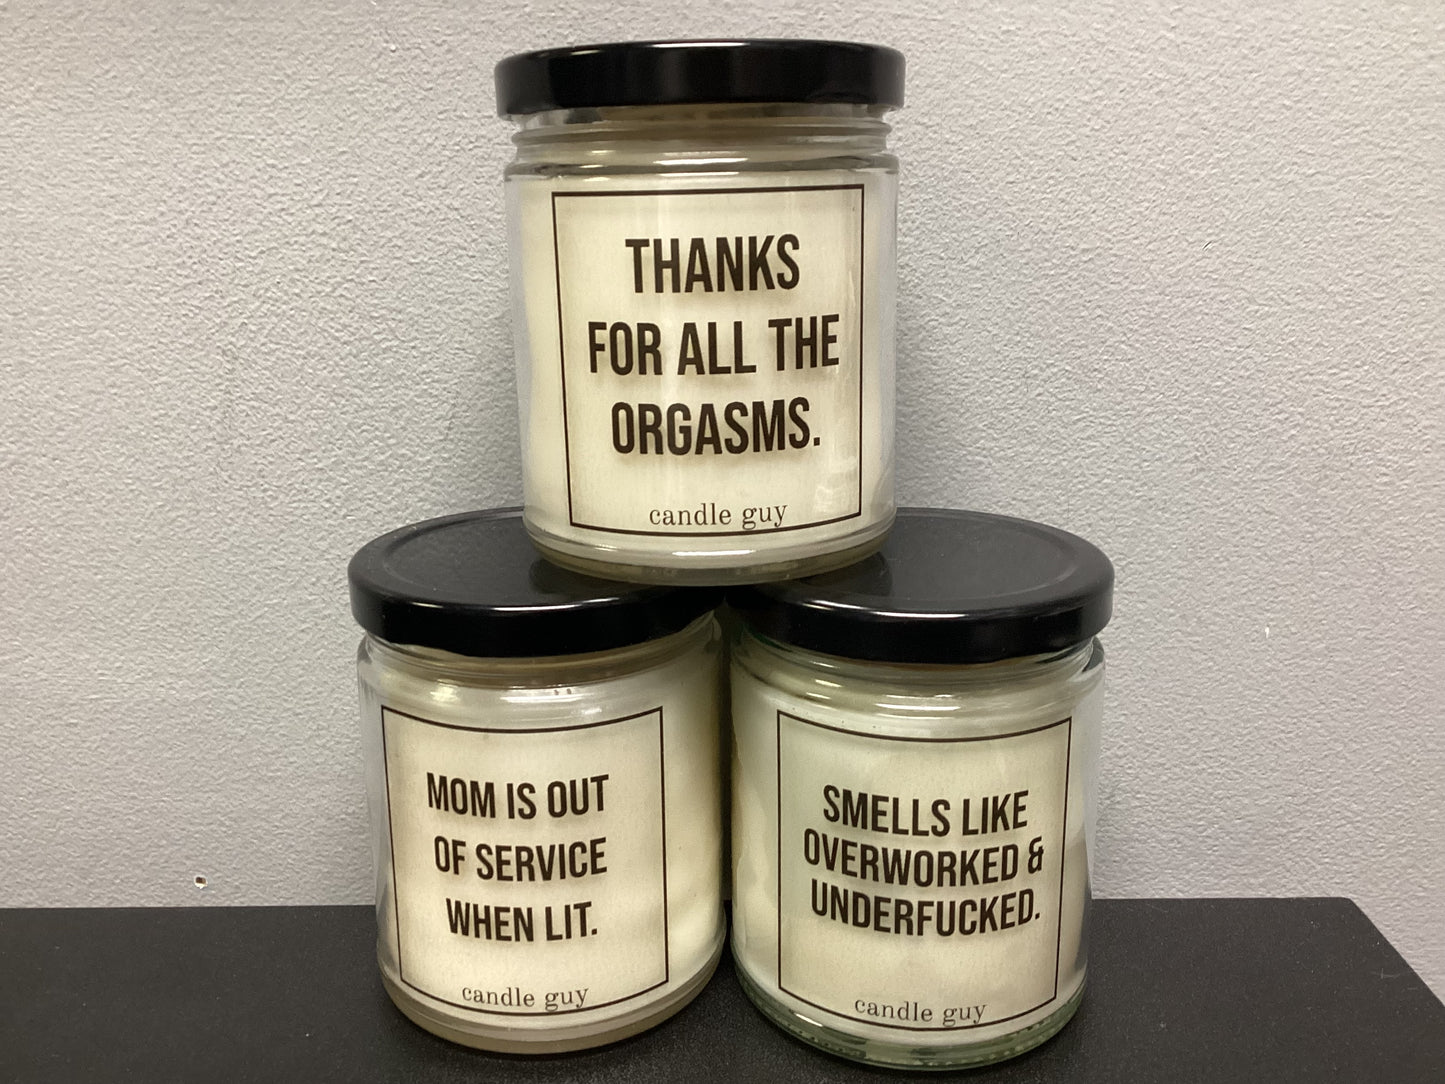 THANKS
FOR ALL THE
ORGASMS.
candle guy
MOM IS OUT
OF SERVICE
WHEN LIT.
candle guy
SMELLS LIKE
OVERWORKED &
UNDERFUCKED.
candle guy